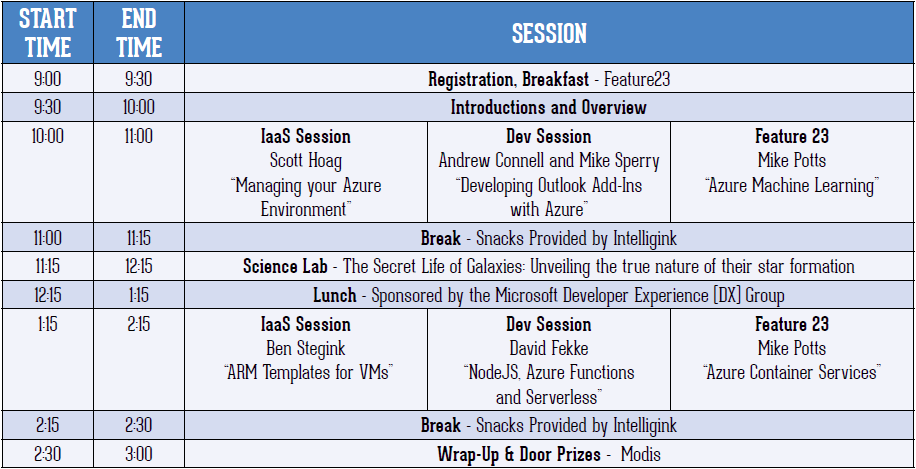 START TIME END TIME SESSION
9:00 9:30 Registration, Breakfast - Feature23
9:30 10:00 Introductions and Overview
10:00 11:00 IaaS Session Dev Session Feature 23
Scott Hoag Andrew Connell and Mike Sperry Mike Potts
“Managing your Azure “Developing Outlook Add-Ins “Azure Machine Learning”
Environment” with Azure”
11:00 11:15 Break - Snacks Provided by Intelligink
11:15 12:15 Science Lab - The Secret Life of Galaxies: Unveiling the true nature of their star formation
12:15 1:15 Lunch - Sponsored by the Microsoft Developer Experience [DX] Group
1:15 2:15 IaaS Session Dev Session Feature 23
Ben Stegink David Fekke Mike Potts
“ARM Templates for VMs” “NodeJS, Azure Functions “Azure Container Services”
and Serverless”
2:15 2:30 Break - Snacks Provided by Intelligink
2:30 3:00 Wrap-Up & Door Prizes - Modis